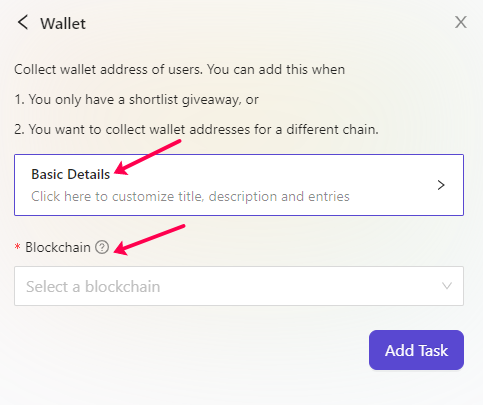 Wallet
Collect wallet address of users. You can add this when
1. You only have a shortlist giveaway, or
2. You want to collect wallet addresses for a different chain.
Basic Details
Click here to customize title, description and entries
* Blockchain
Select a blockchain
Add Task